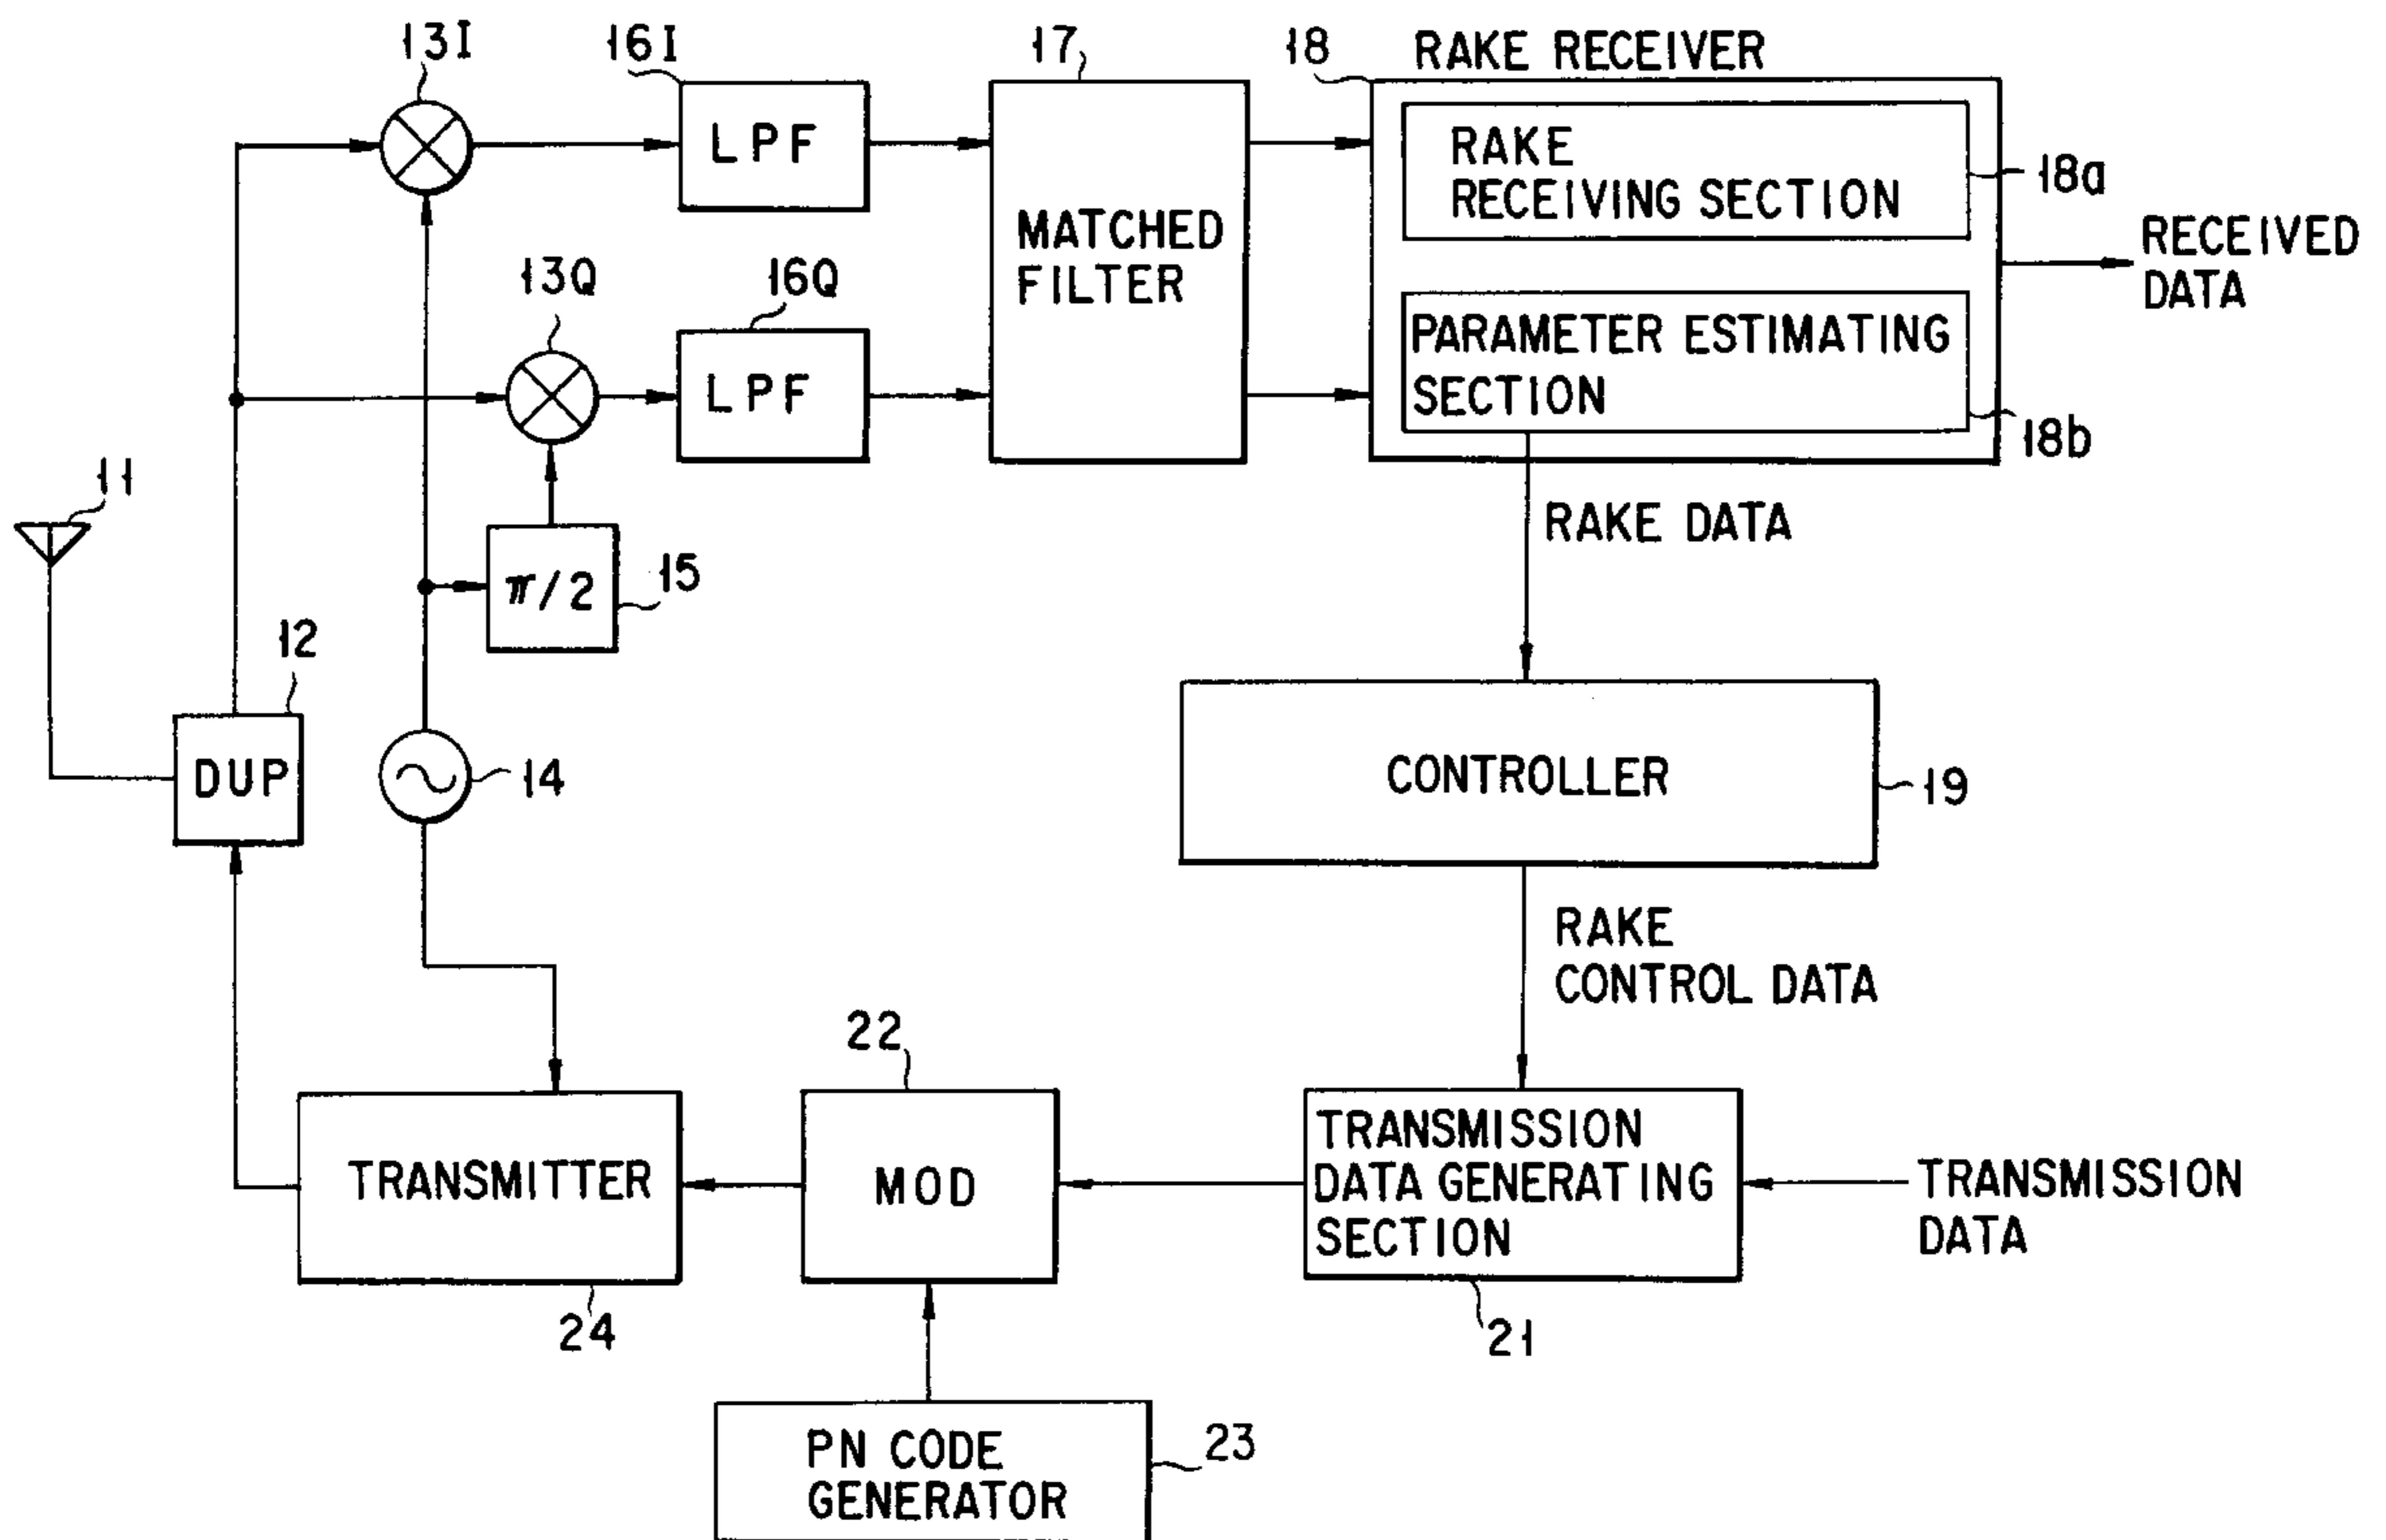 13I
16I
17
18
RAKE RECEIVER
LPF
RAKE
RECEIVING SECTION
18a
MATCHED
FILTER
RECEIVED
DATA
13Q
16Q
LPF
PARAMETER ESTIMATING
SECTION
18b
11
RAKE DATA
π/2
15
12
DUP
14
CONTROLLER
19
RAKE
CONTROL DATA
22
TRANSMITTER
MOD
TRANSMISSION
DATA GENERATING
SECTION
TRANSMISSION
DATA
24
21
PN CODE
GENERATOR
23